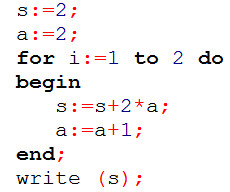 s:=2;
a:=2;
for i:=1 to 2 do
begin
s:=s+2*a;
a:=a+1;
end;
write (s);